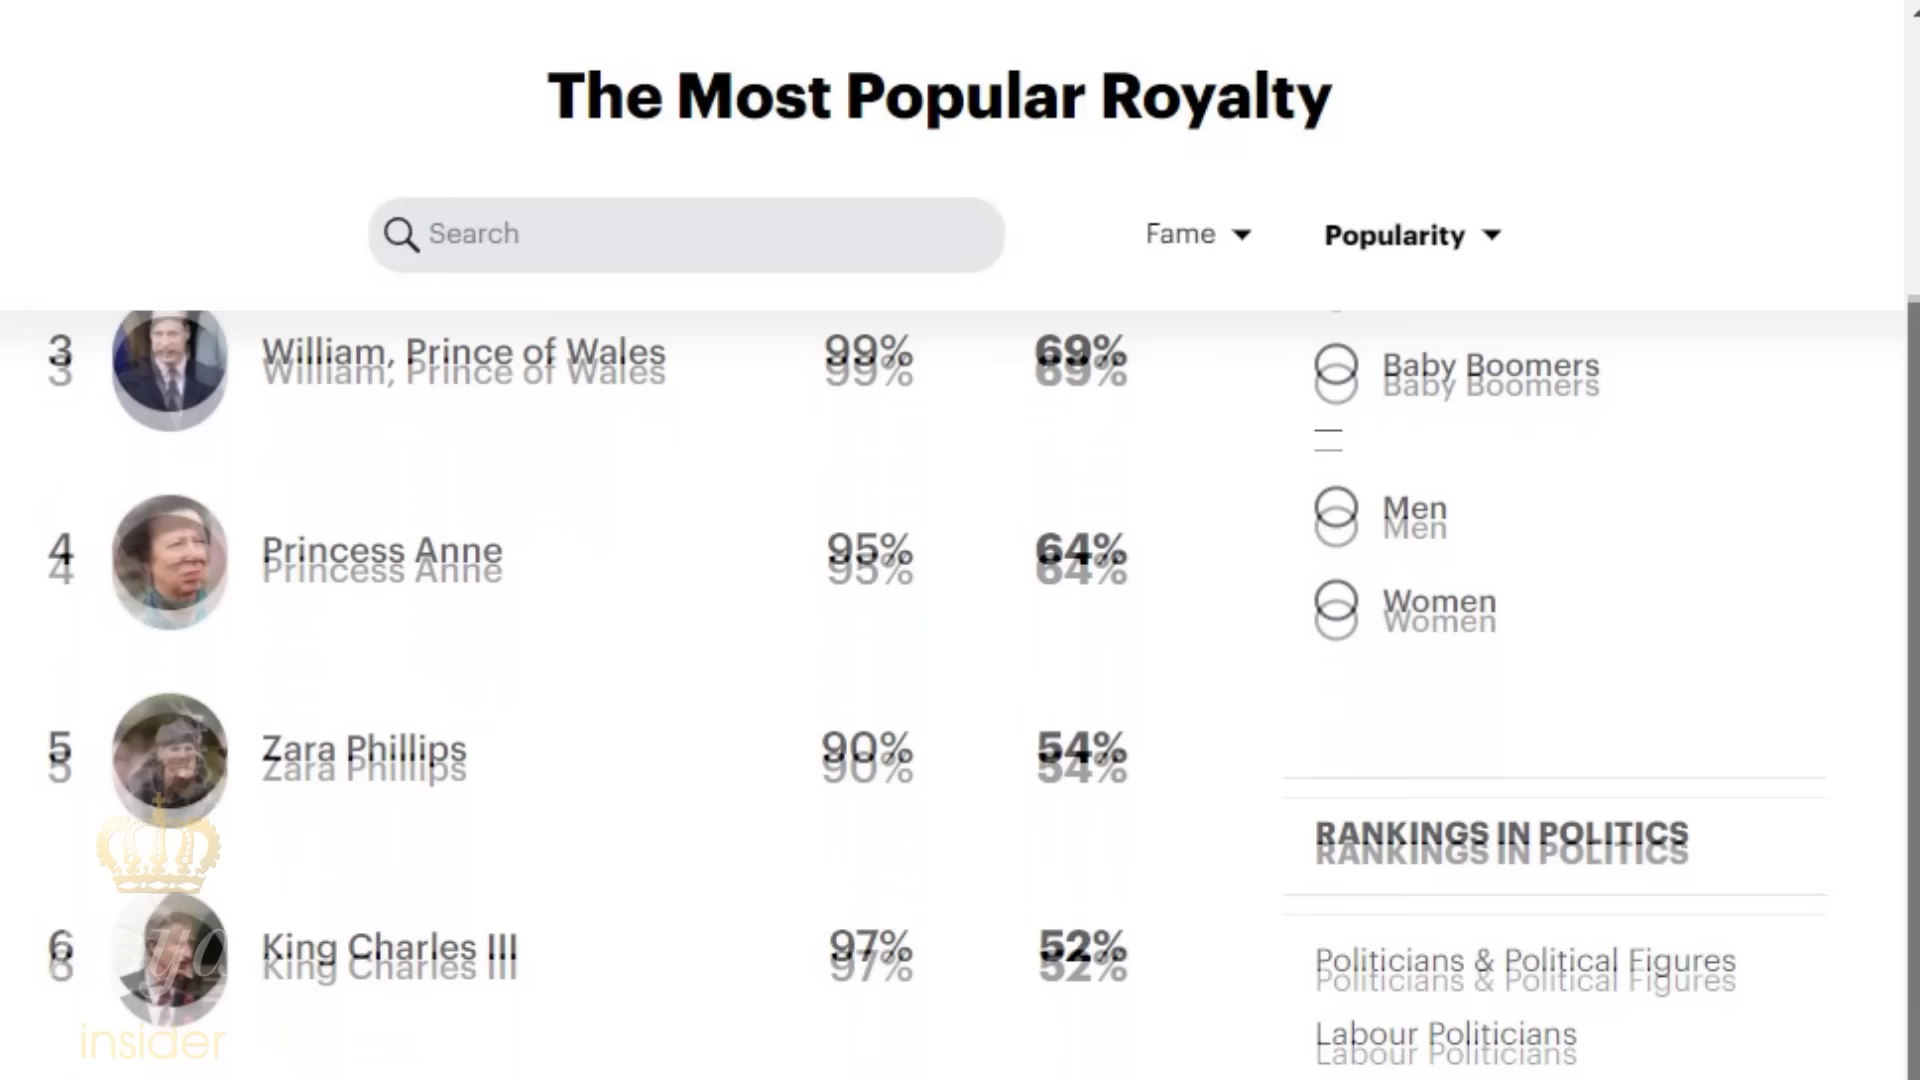 The Most Popular Royalty
Search
Fame
Popularity
3 William, Prince of Wales 99% 69%
4 Princess Anne 95% 64%
5 Zara Phillips 90% 54%
6 King Charles III 97% 52%
Baby Boomers
Men
Women
RANKINGS IN POLITICS
Politicians & Political Figures
Labour Politicians
insider